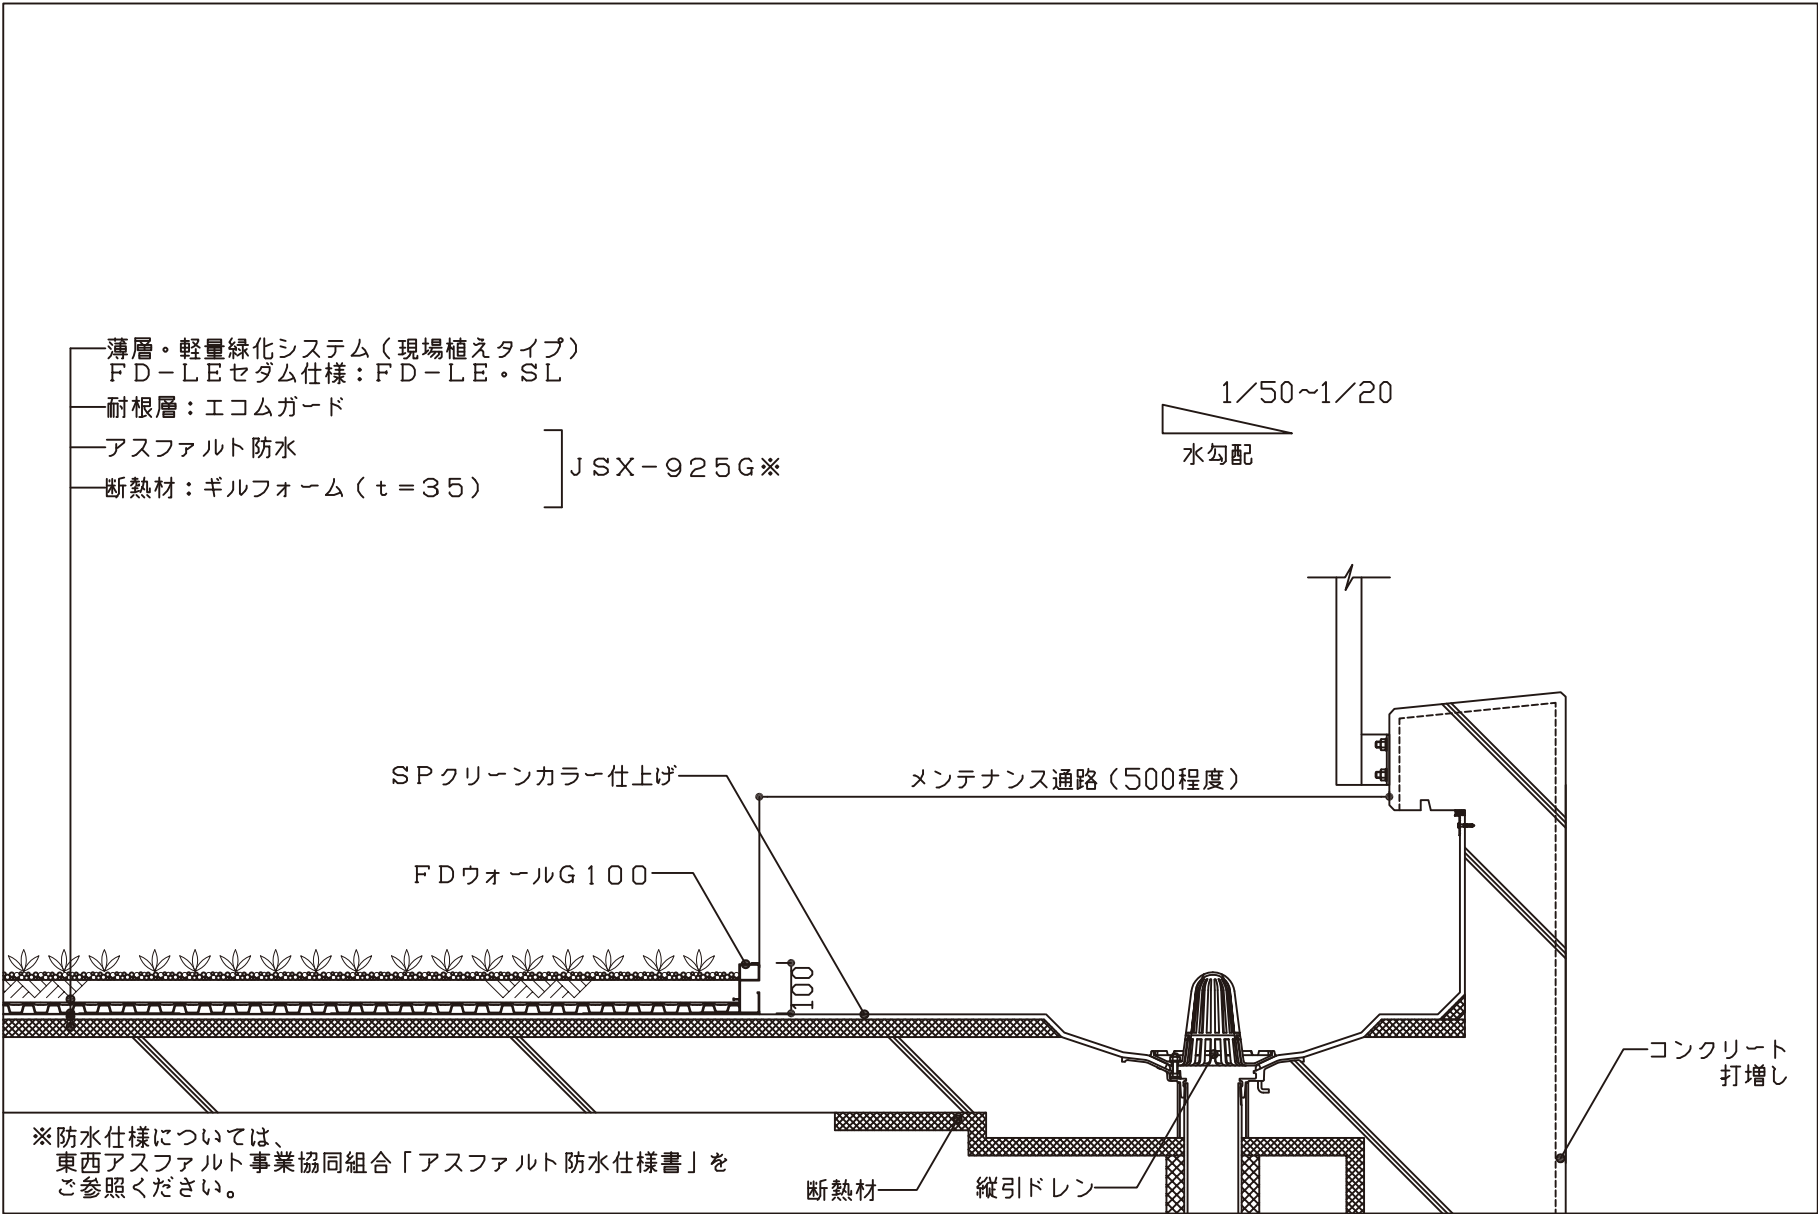 薄層・軽量緑化システム（現場植えタイプ）
ＦＤ－ＬＥセダム仕様：ＦＤ－ＬＥ・ＳＬ
耐根層：エコムガード
アスファルト防水
断熱材：ギルフォーム（ｔ＝３５）
ＪＳＸ－９２５Ｇ※
1/50～1/20
水勾配
ＳＰクリーンカラー仕上げ
メンテナンス通路（500程度）
ＦＤウォールＧ１００
100
コンクリート
打増し
※防水仕様については、
東西アスファルト事業協同組合「アスファルト防水仕様書」を
ご参照ください。
断熱材
縦引ドレン